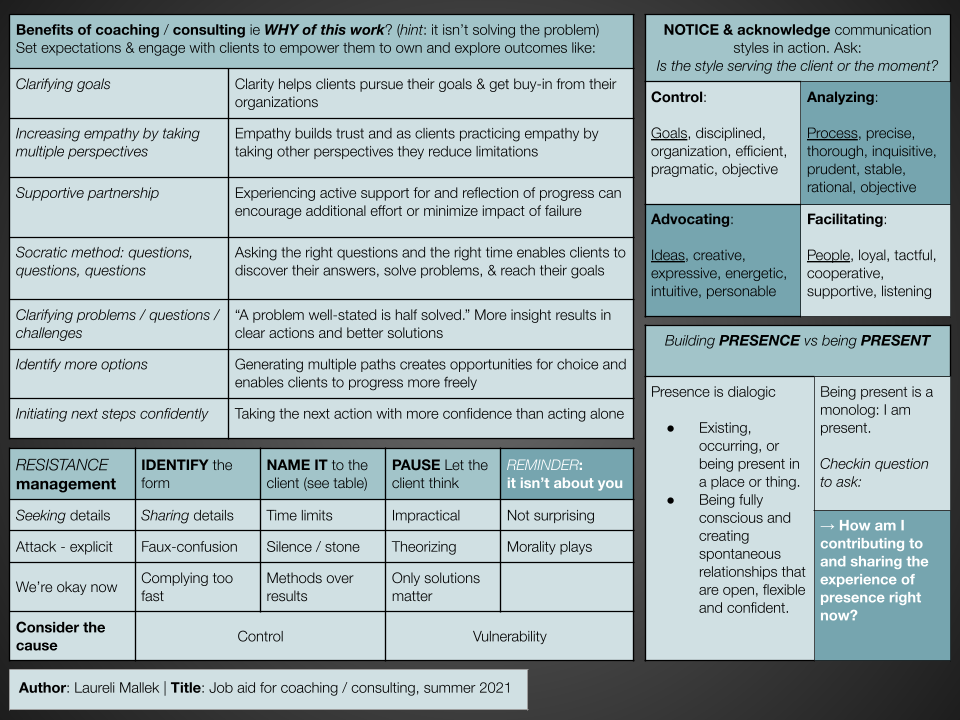 Benefits of coaching / consulting ie WHY of this work? (hint: it isn't solving the problem)
Set expectations & engage with clients to empower them to own and explore outcomes like:
Clarifying goals
Clarity helps clients pursue their goals & get buy-in from their
organizations
Increasing empathy by taking
multiple perspectives
Empathy builds trust and as clients practicing empathy by
taking other perspectives they reduce limitations
Supportive partnership
Experiencing active support for and reflection of progress can
encourage additional effort or minimize impact of failure
Socratic method: questions,
questions, questions
Asking the right questions and the right time enables clients to
discover their answers, solve problems, & reach their goals
Clarifying problems / questions /
challenges
“A problem well-stated is half solved.” More insight results in
clear actions and better solutions
Identify more options
Generating multiple paths creates opportunities for choice and
enables clients to progress more freely
Initiating next steps confidently
Taking the next action with more confidence than acting alone
RESISTANCE
management
IDENTIFY the
form
NAME IT to the
client (see table)
PAUSE Let the
client think
REMINDER:
it isn't about you
Seeking details
Sharing details
Time limits
Impractical
Not surprising
Attack - explicit
Faux-confusion
Silence / stone
Theorizing
Morality plays
We're okay now
Complying too
fast
Methods over
results
Only solutions
matter
Consider the
cause
Control
Vulnerability
NOTICE & acknowledge communication
styles in action. Ask:
Is the style serving the client or the moment?
Control:
Goals, disciplined,
organization, efficient,
pragmatic, objective
Analyzing:
Process, precise,
thorough, inquisitive,
prudent, stable,
rational, objective
Advocating:
Ideas, creative,
expressive, energetic,
intuitive, personable
Facilitating:
People, loyal, tactful,
cooperative,
supportive, listening
Building PRESENCE vs being PRESENT
Presence is dialogic
● Existing,
occurring, or
being present in
a place or thing.
● Being fully
conscious and
creating
spontaneous
relationships that
are open, flexible
and confident.
Being present is a
monolog: I am
present.
Checkin question
to ask:
→ How am I
contributing to
and sharing the
experience of
presence right
now?
Author: Laureli Mallek | Title: Job aid for coaching / consulting, summer 2021